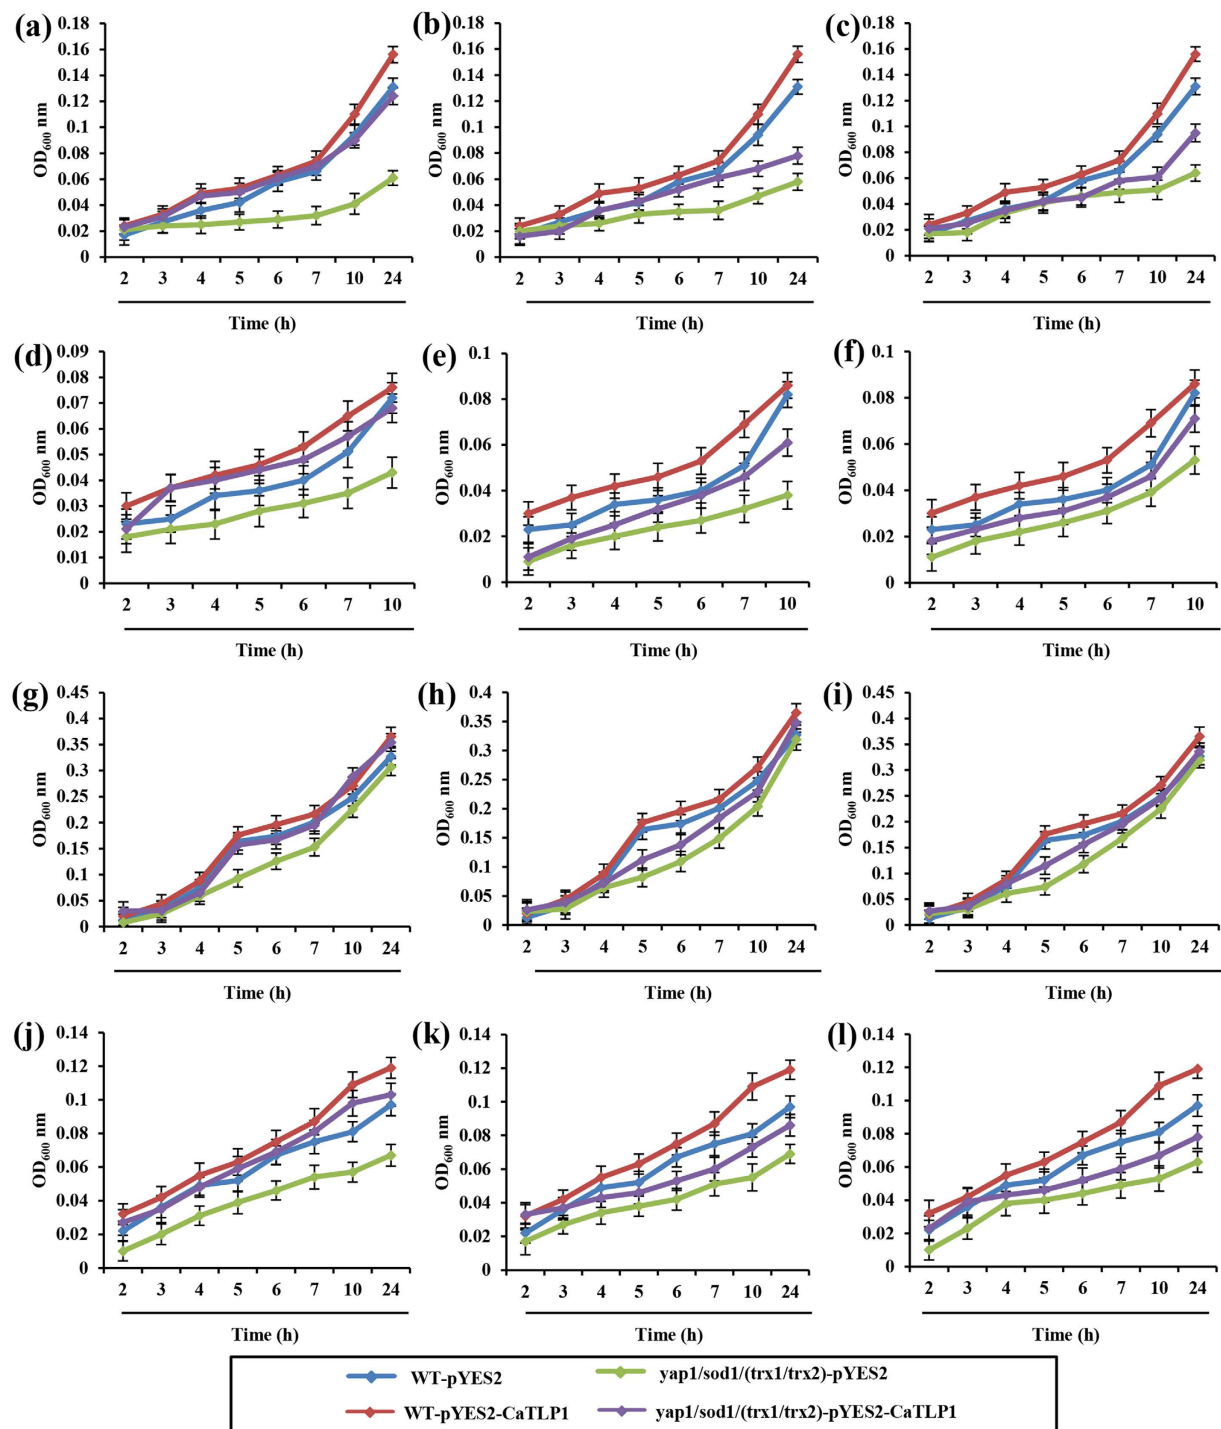 (a) (b) (c)
0.18 0.18 0.18
0.16 0.16 0.16
0.14 0.14 0.14
0.12 0.12 0.12
0.1 0.1 0.1
0.08 0.08 0.08
0.06 0.06 0.06
0.04 0.04 0.04
0.02 0.02 0.02
0 0 0
OD600 nm OD600 nm OD600 nm
2 3 4 5 6 7 10 24 2 3 4 5 6 7 10 24 2 3 4 5 6 7 10 24
Time (h) Time (h) Time (h)
(d) (e) (f)
0.09 0.1 0.1
0.08 0.08 0.08
0.07 0.06 0.06
0.06 0.04 0.04
0.05 0.02 0.02
0.04 0 0
0.03
0.02
0.01
0
OD600 nm OD600 nm OD600 nm
2 3 4 5 6 7 10 2 3 4 5 6 7 10 2 3 4 5 6 7 10
Time (h) Time (h) Time (h)
(g) (h) (i)
0.45 0.4 0.45
0.4 0.35 0.4
0.35 0.3 0.35
0.3 0.25 0.3
0.25 0.2 0.25
0.2 0.15 0.2
0.15 0.1 0.15
0.1 0.05 0.1
0.05 0 0.05
0 0
OD600 nm OD600 nm OD600 nm
2 3 4 5 6 7 10 24 2 3 4 5 6 7 10 24 2 3 4 5 6 7 10 24
Time (h) Time (h) Time (h)
(j) (k) (l)
0.14 0.14 0.14
0.12 0.12 0.12
0.1 0.1 0.1
0.08 0.08 0.08
0.06 0.06 0.06
0.04 0.04 0.04
0.02 0.02 0.02
0 0 0
OD600 nm OD600 nm OD600 nm
2 3 4 5 6 7 10 24 2 3 4 5 6 7 10 24 2 3 4 5 6 7 10 24
Time (h) Time (h) Time (h)
WT-pYES2 yap1/sod1/(trx1/trx2)-pYES2
WT-pYES2-CaTLP1 yap1/sod1/(trx1/trx2)-pYES2-CaTLP1